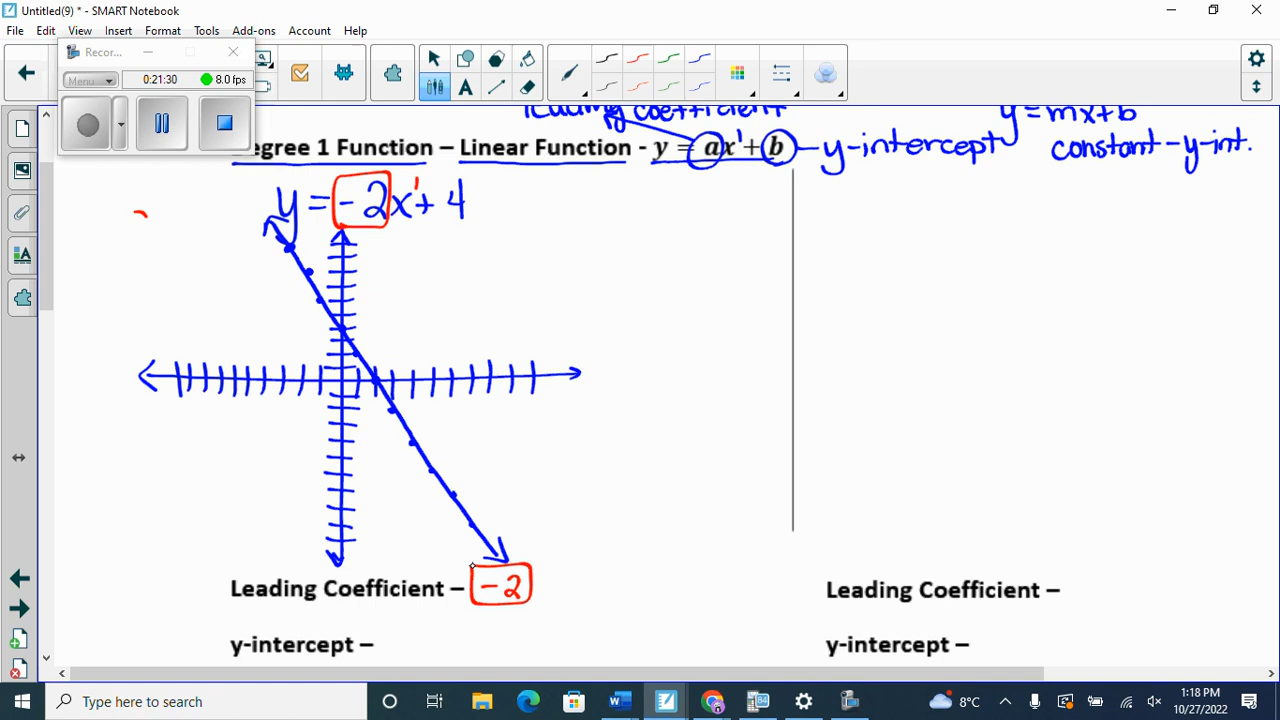 Untitled(9) * - SMART Notebook
File Edit View Insert Format Tools Add-ons Account Help
Recor...
Menu 0:21:30 8.0 fps
leading coefficient
y = mx+b
Degree 1 Function – Linear Function - y = ax¹+b – y-intercept constant – y-int.
y = -2x¹+ 4
Leading Coefficient – -2
Leading Coefficient –
y-intercept –
y-intercept –
Type here to search
8°C
1:18 PM
10/27/2022